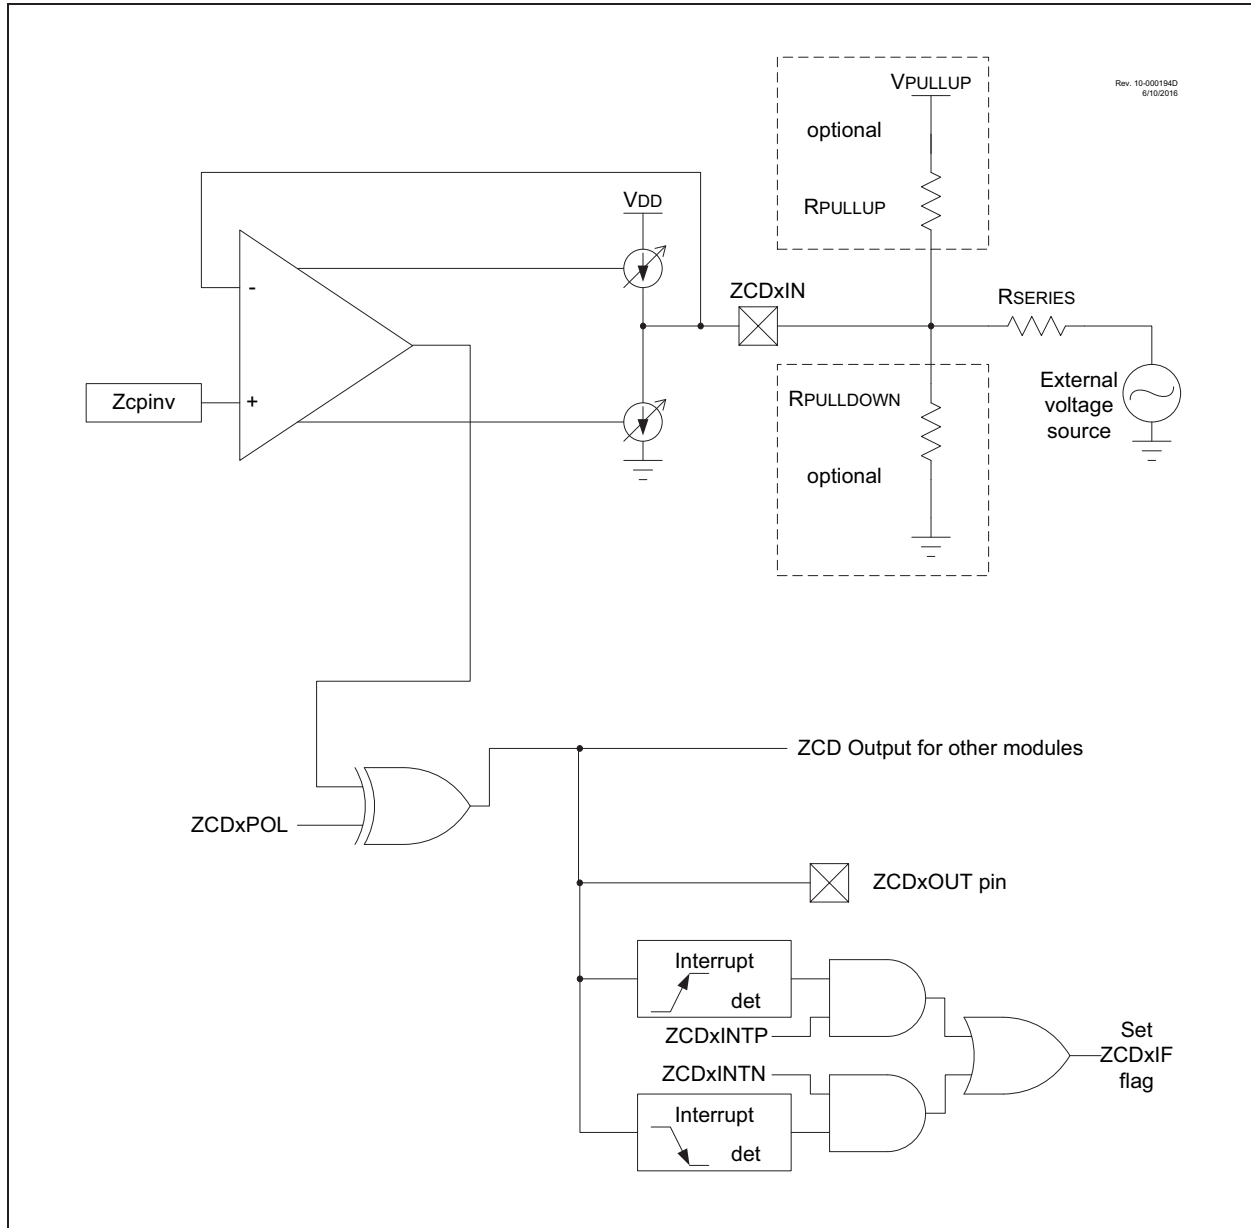 VPULLUP
Rev. 10-000194D
6/10/2016
optional
VDD
RPULLUP
ZCDxIN
RSERIES
-
Zcpinv
+
RPULLDOWN
External
voltage
source
optional
ZCD Output for other modules
ZCDxPOL
ZCDxOUT pin
Interrupt
det
ZCDxINTP
Set
ZCDxIF
flag
ZCDxINTN
Interrupt
det